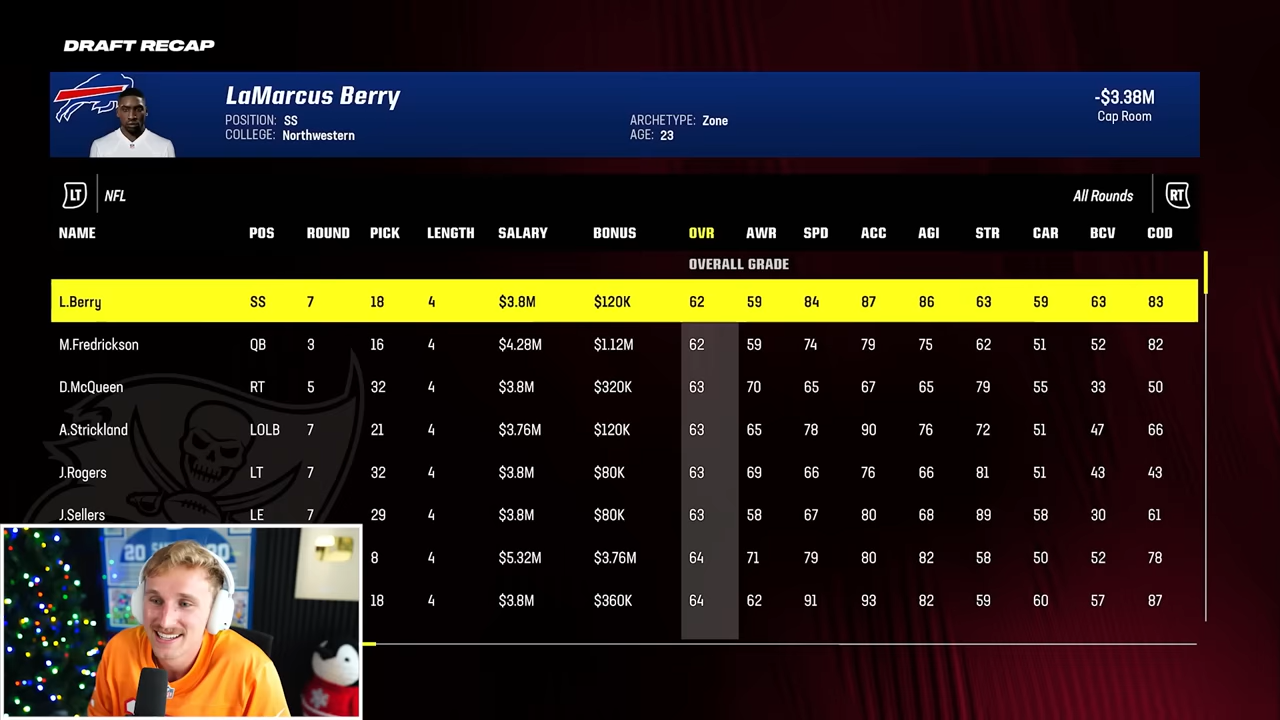 DRAFT RECAP
LaMarcus Berry
POSITION: SS
COLLEGE: Northwestern
ARCHETYPE: Zone
AGE: 23
-$3.38M
Cap Room
LT NFL All Rounds RT
NAME POS ROUND PICK LENGTH SALARY BONUS OVR AWR SPD ACC AGI STR CAR BCV COD
OVERALL GRADE
L.Berry SS 7 18 4 $3.8M $120K 62 59 84 87 86 63 59 63 83
M.Fredrickson QB 3 16 4 $4.28M $1.12M 62 59 74 79 75 62 51 52 82
D.McQueen RT 5 32 4 $3.8M $320K 63 70 65 67 65 79 55 33 50
A.Strickland LOLB 7 21 4 $3.76M $120K 63 65 78 90 76 72 51 47 66
J.Rogers LT 7 32 4 $3.8M $80K 63 69 66 76 66 81 51 43 43
J.Sellers LE 7 29 4 $3.8M $80K 63 58 67 80 68 89 58 30 61
8 4 $5.32M $3.76M 64 71 79 80 82 58 50 52 78
18 4 $3.8M $360K 64 62 91 93 82 59 60 57 87